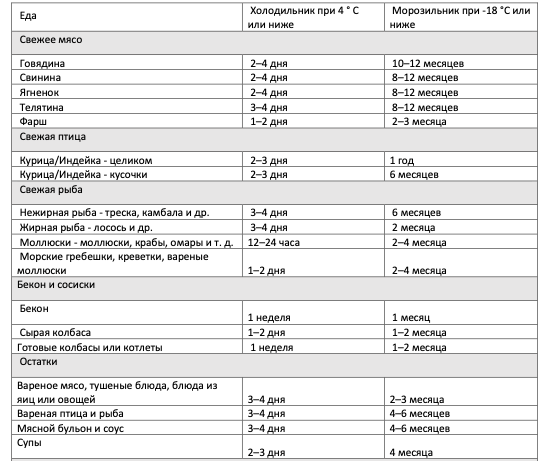 Еда Холодильник при 4 ° С или ниже Морозильник при -18 °С или ниже
Свежее мясо
Говядина 2–4 дня 10–12 месяцев
Свинина 2–4 дня 8–12 месяцев
Ягненок 2–4 дня 8–12 месяцев
Телятина 3–4 дня 8–12 месяцев
Фарш 1–2 дня 2–3 месяца
Свежая птица
Курица/Индейка - целиком 2–3 дня 1 год
Курица/Индейка - кусочки 2–3 дня 6 месяцев
Свежая рыба
Нежирная рыба - треска, камбала и др. 3–4 дня 6 месяцев
Жирная рыба - лосось и др. 3–4 дня 2 месяца
Моллюски - моллюски, крабы, омары и т. д. 12–24 часа 2–4 месяца
Морские гребешки, креветки, вареные
моллюски 1–2 дня 2–4 месяца
Бекон и сосиски
Бекон 1 неделя 1 месяц
Сырая колбаса 1–2 дня 1–2 месяца
Готовые колбасы или котлеты 1 неделя 1–2 месяца
Остатки
Вареное мясо, тушеные блюда, блюда из
яиц или овощей 3–4 дня 2–3 месяца
Вареная птица и рыба 3–4 дня 4–6 месяцев
Мясной бульон и соус 3–4 дня 4–6 месяцев
Супы 2–3 дня 4 месяца